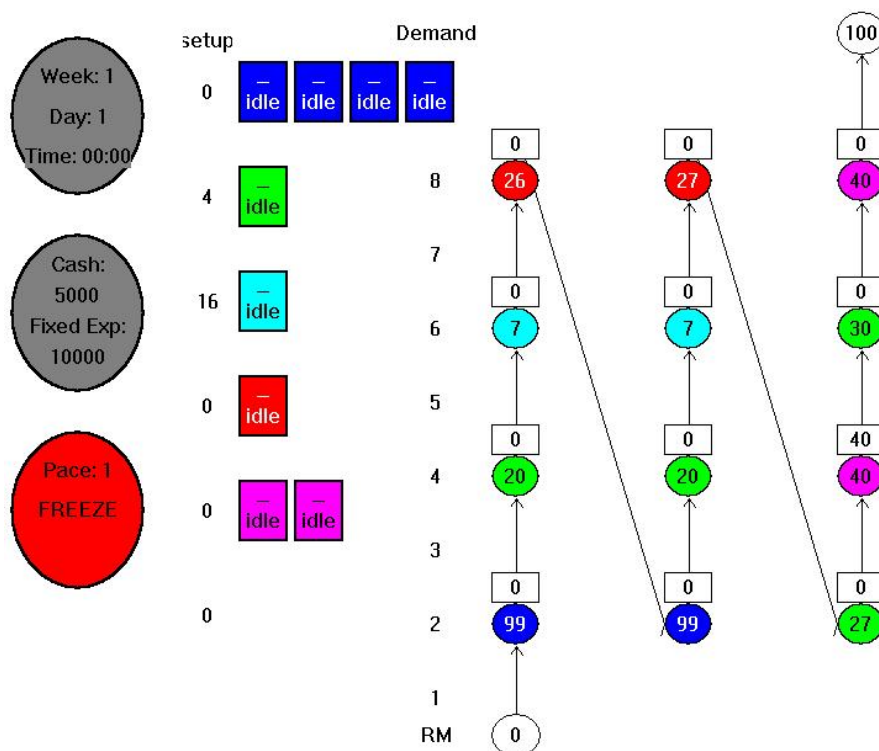 setup
Demand
100
Week: 1
Day: 1
Time: 00:00
0
_
idle
_
idle
_
idle
_
idle
0
0
0
4
_
idle
8
26
27
40
7
Cash:
5000
Fixed Exp:
10000
16
_
idle
0
0
0
6
7
7
30
5
0
_
idle
0
0
40
Pace: 1
FREEZE
4
20
20
40
0
_
idle
_
idle
3
0
0
0
0
2
99
99
27
1
RM
0